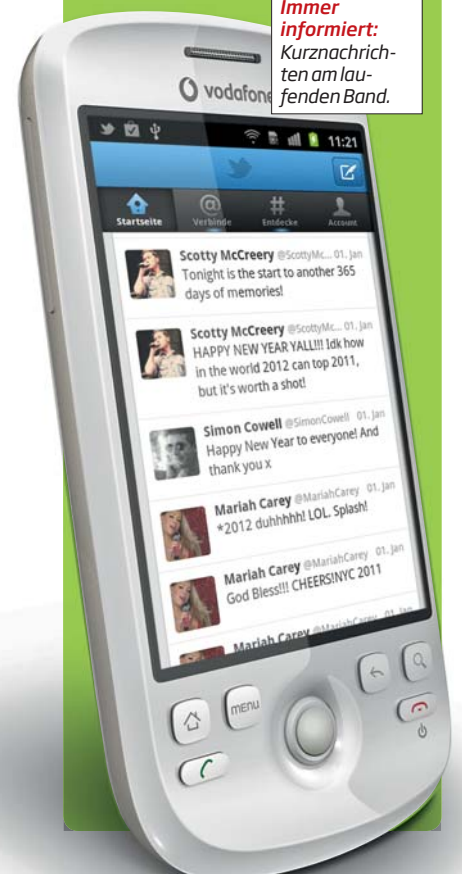 Immer
informiert:
Kurznachrich-
ten am lau-
fenden Band.
vodafone
11:21
Startseite
@
Verbinde
#
Entdecke
Account
Scotty McCreery @ScottyMc... 01. Jan
Tonight is the start to another 365
days of memories!
Scotty McCreery @ScottyMc... 01. Jan
HAPPY NEW YEAR YALL!!! Idk how
in the world 2012 can top 2011,
but it's worth a shot!
Simon Cowell @SimonCowell 01. Jan
Happy New Year to everyone! And
thank you x
Mariah Carey @MariahCarey 01. Jan
*2012 duhhhhh! LOL. Splash!
Mariah Carey @MariahCarey 01. Jan
God Bless!!! CHEERS!NYC 2011
Mariah Carey @MariahCarey 01. Jan
MENU